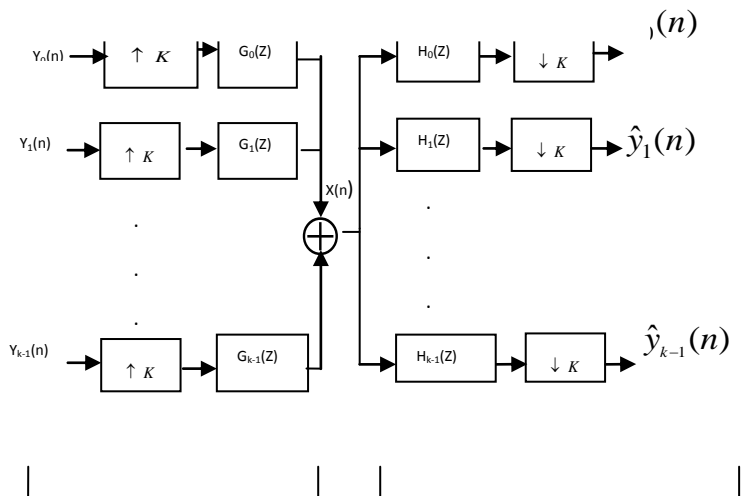 )(n)
Y₀(n) ↑ K G₀(Z) H₀(Z) ↓ K
Y₁(n) ↑ K G₁(Z) H₁(Z) ↓ K ŷ₁(n)
X(n)
Yₖ₋₁(n) ↑ K Gₖ₋₁(Z) Hₖ₋₁(Z) ↓ K ŷₖ₋₁(n)